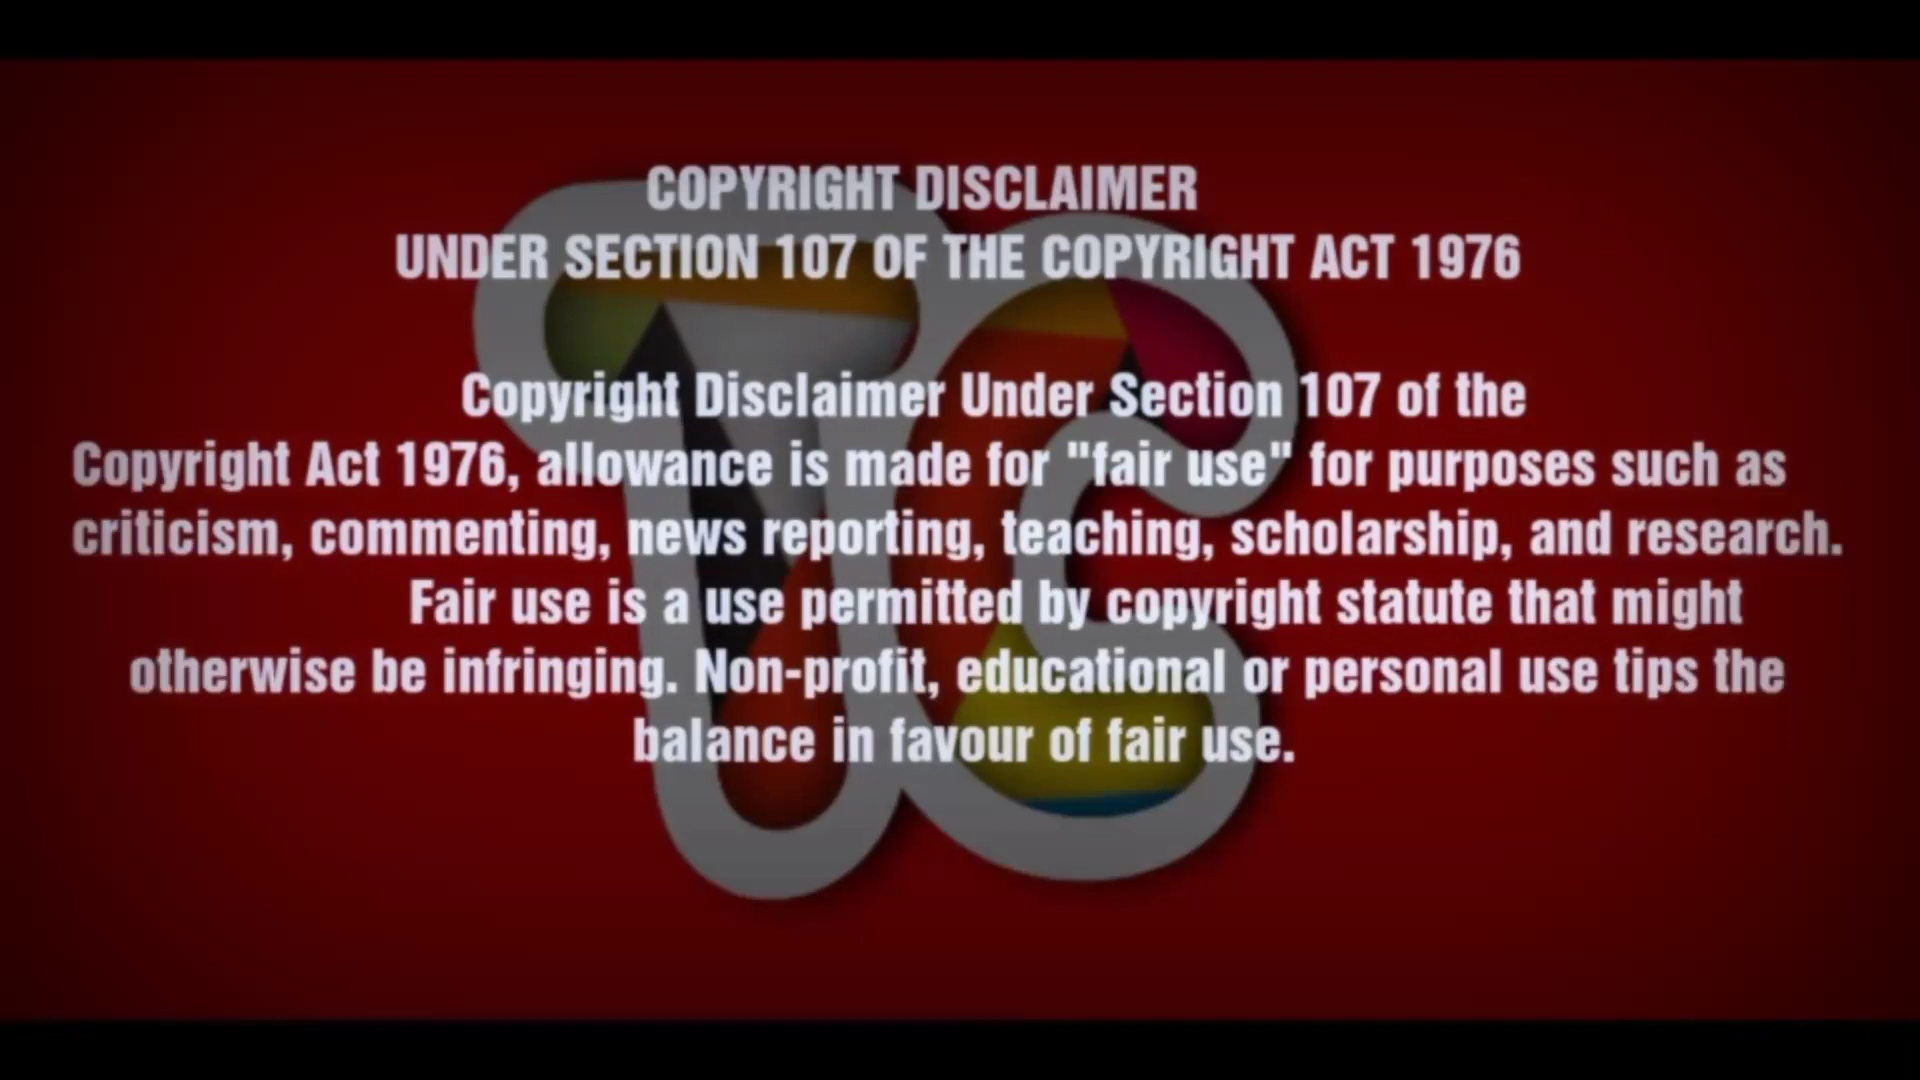 COPYRIGHT DISCLAIMER
UNDER SECTION 107 OF THE COPYRIGHT ACT 1976
Copyright Disclaimer Under Section 107 of the
Copyright Act 1976, allowance is made for "fair use" for purposes such as
criticism, commenting, news reporting, teaching, scholarship, and research.
Fair use is a use permitted by copyright statute that might
otherwise be infringing. Non-profit, educational or personal use tips the
balance in favour of fair use.
TC